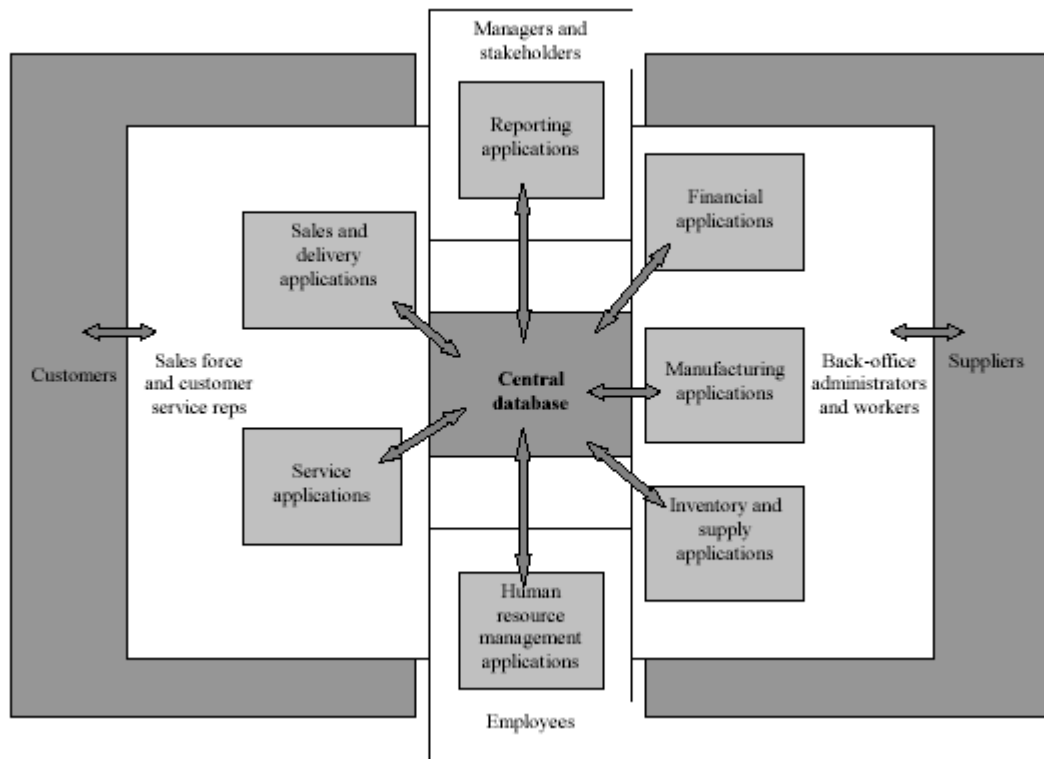 Managers and
stakeholders
Reporting
applications
Financial
applications
Sales and
delivery
applications
Customers
Sales force
and customer
service reps
Central
database
Manufacturing
applications
Back-office
administrators
and workers
Suppliers
Service
applications
Inventory and
supply
applications
Human
resource
management
applications
Employees